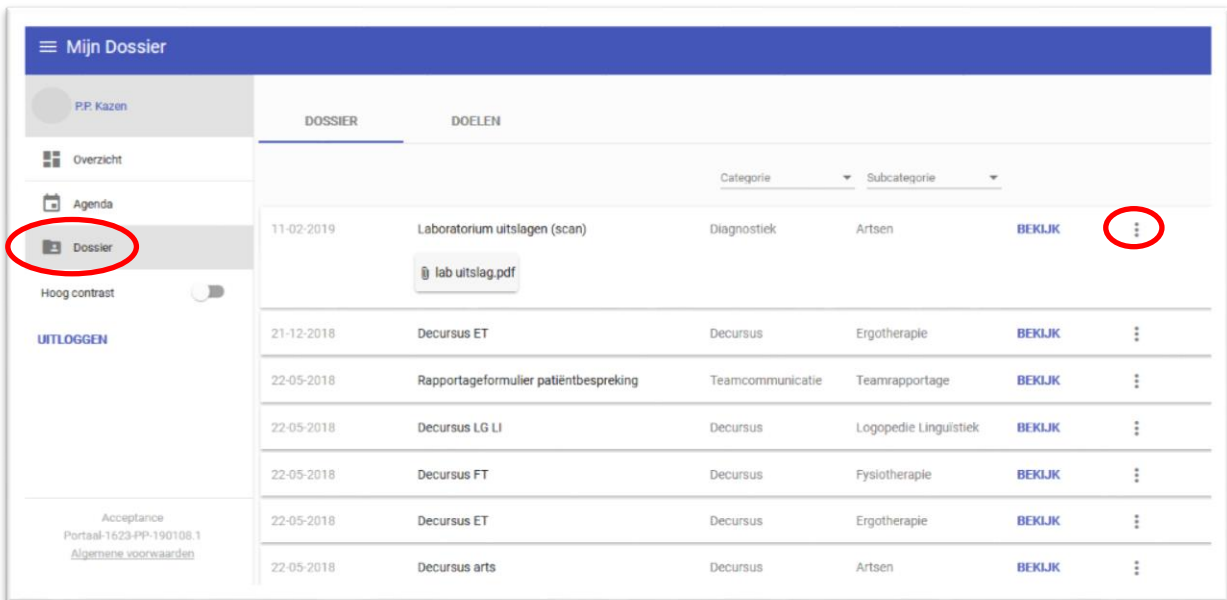 Mijn Dossier
P.P. Kazen
Overzicht
Agenda
Dossier
Hoog contrast
UITLOGGEN
Acceptance
Portaal-1623-PP-190108.1
Algemene voorwaarden
DOSSIER DOELEN
Categorie Subcategorie
11-02-2019 Laboratorium uitslagen (scan) Diagnostiek Artsen BEKIJK
lab uitslag.pdf
21-12-2018 Decursus ET Decursus Ergotherapie BEKIJK
22-05-2018 Rapportageformulier patiëntbespreking Teamcommunicatie Teamrapportage BEKIJK
22-05-2018 Decursus LG LI Decursus Logopedie Linguïstiek BEKIJK
22-05-2018 Decursus FT Decursus Fysiotherapie BEKIJK
22-05-2018 Decursus ET Decursus Ergotherapie BEKIJK
22-05-2018 Decursus arts Decursus Artsen BEKIJK